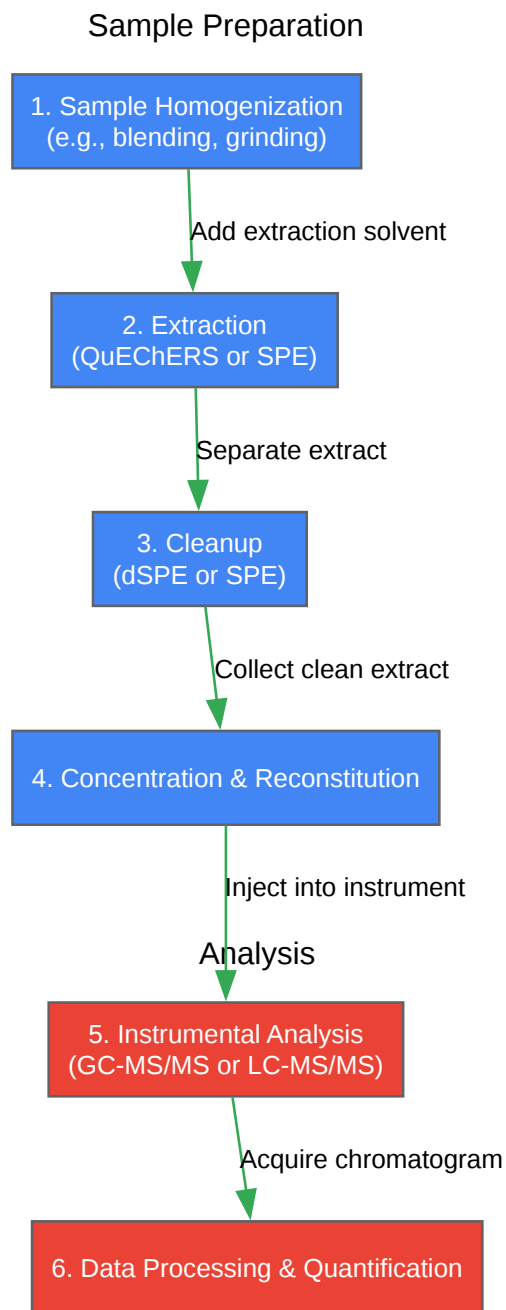 Sample Preparation
1. Sample Homogenization
(e.g., blending, grinding)
Add extraction solvent
2. Extraction
(QuEChERS or SPE)
Separate extract
3. Cleanup
(dSPE or SPE)
Collect clean extract
4. Concentration & Reconstitution
Inject into instrument
Analysis
5. Instrumental Analysis
(GC-MS/MS or LC-MS/MS)
Acquire chromatogram
6. Data Processing & Quantification